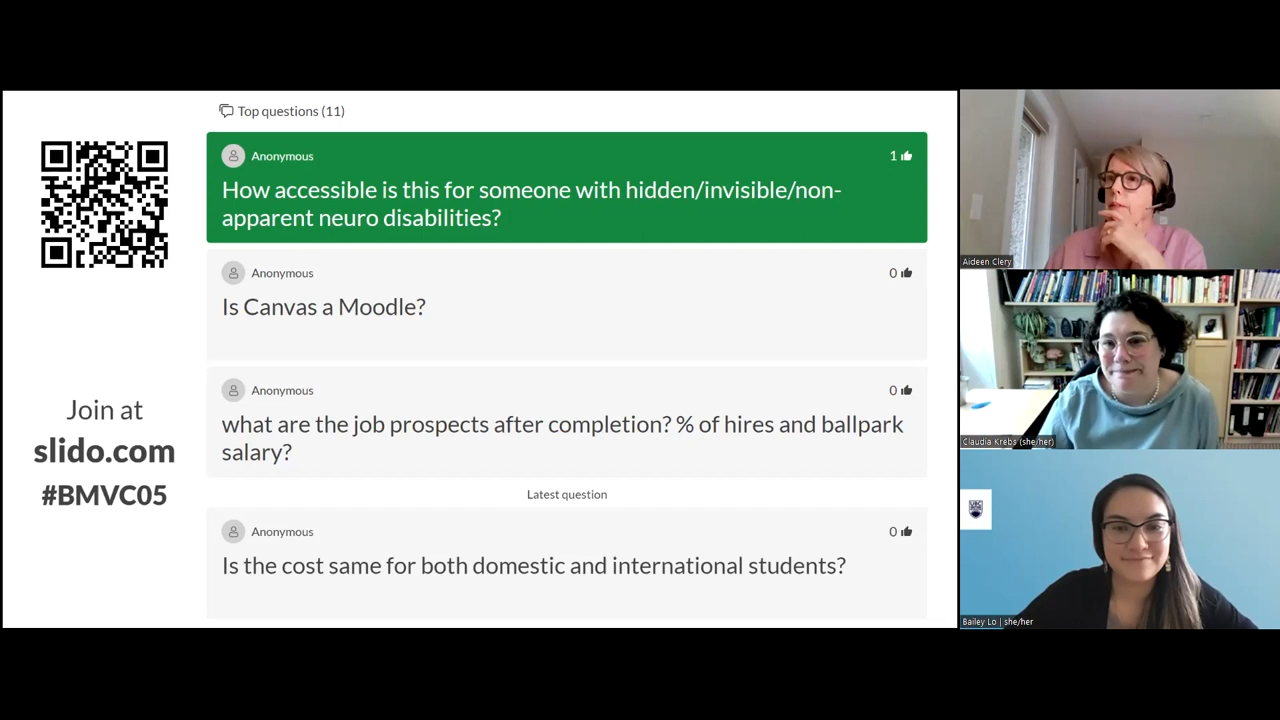 Top questions (11)
Anonymous
1
How accessible is this for someone with hidden/invisible/non-
apparent neuro disabilities?
Anonymous
0
Is Canvas a Moodle?
Anonymous
0
what are the job prospects after completion? % of hires and ballpark
salary?
Latest question
Anonymous
0
Is the cost same for both domestic and international students?
Join at
slido.com
#BMVC05
Aideen Clery
Claudia Krebs (she/her)
UBC
Bailey Lo | she/her